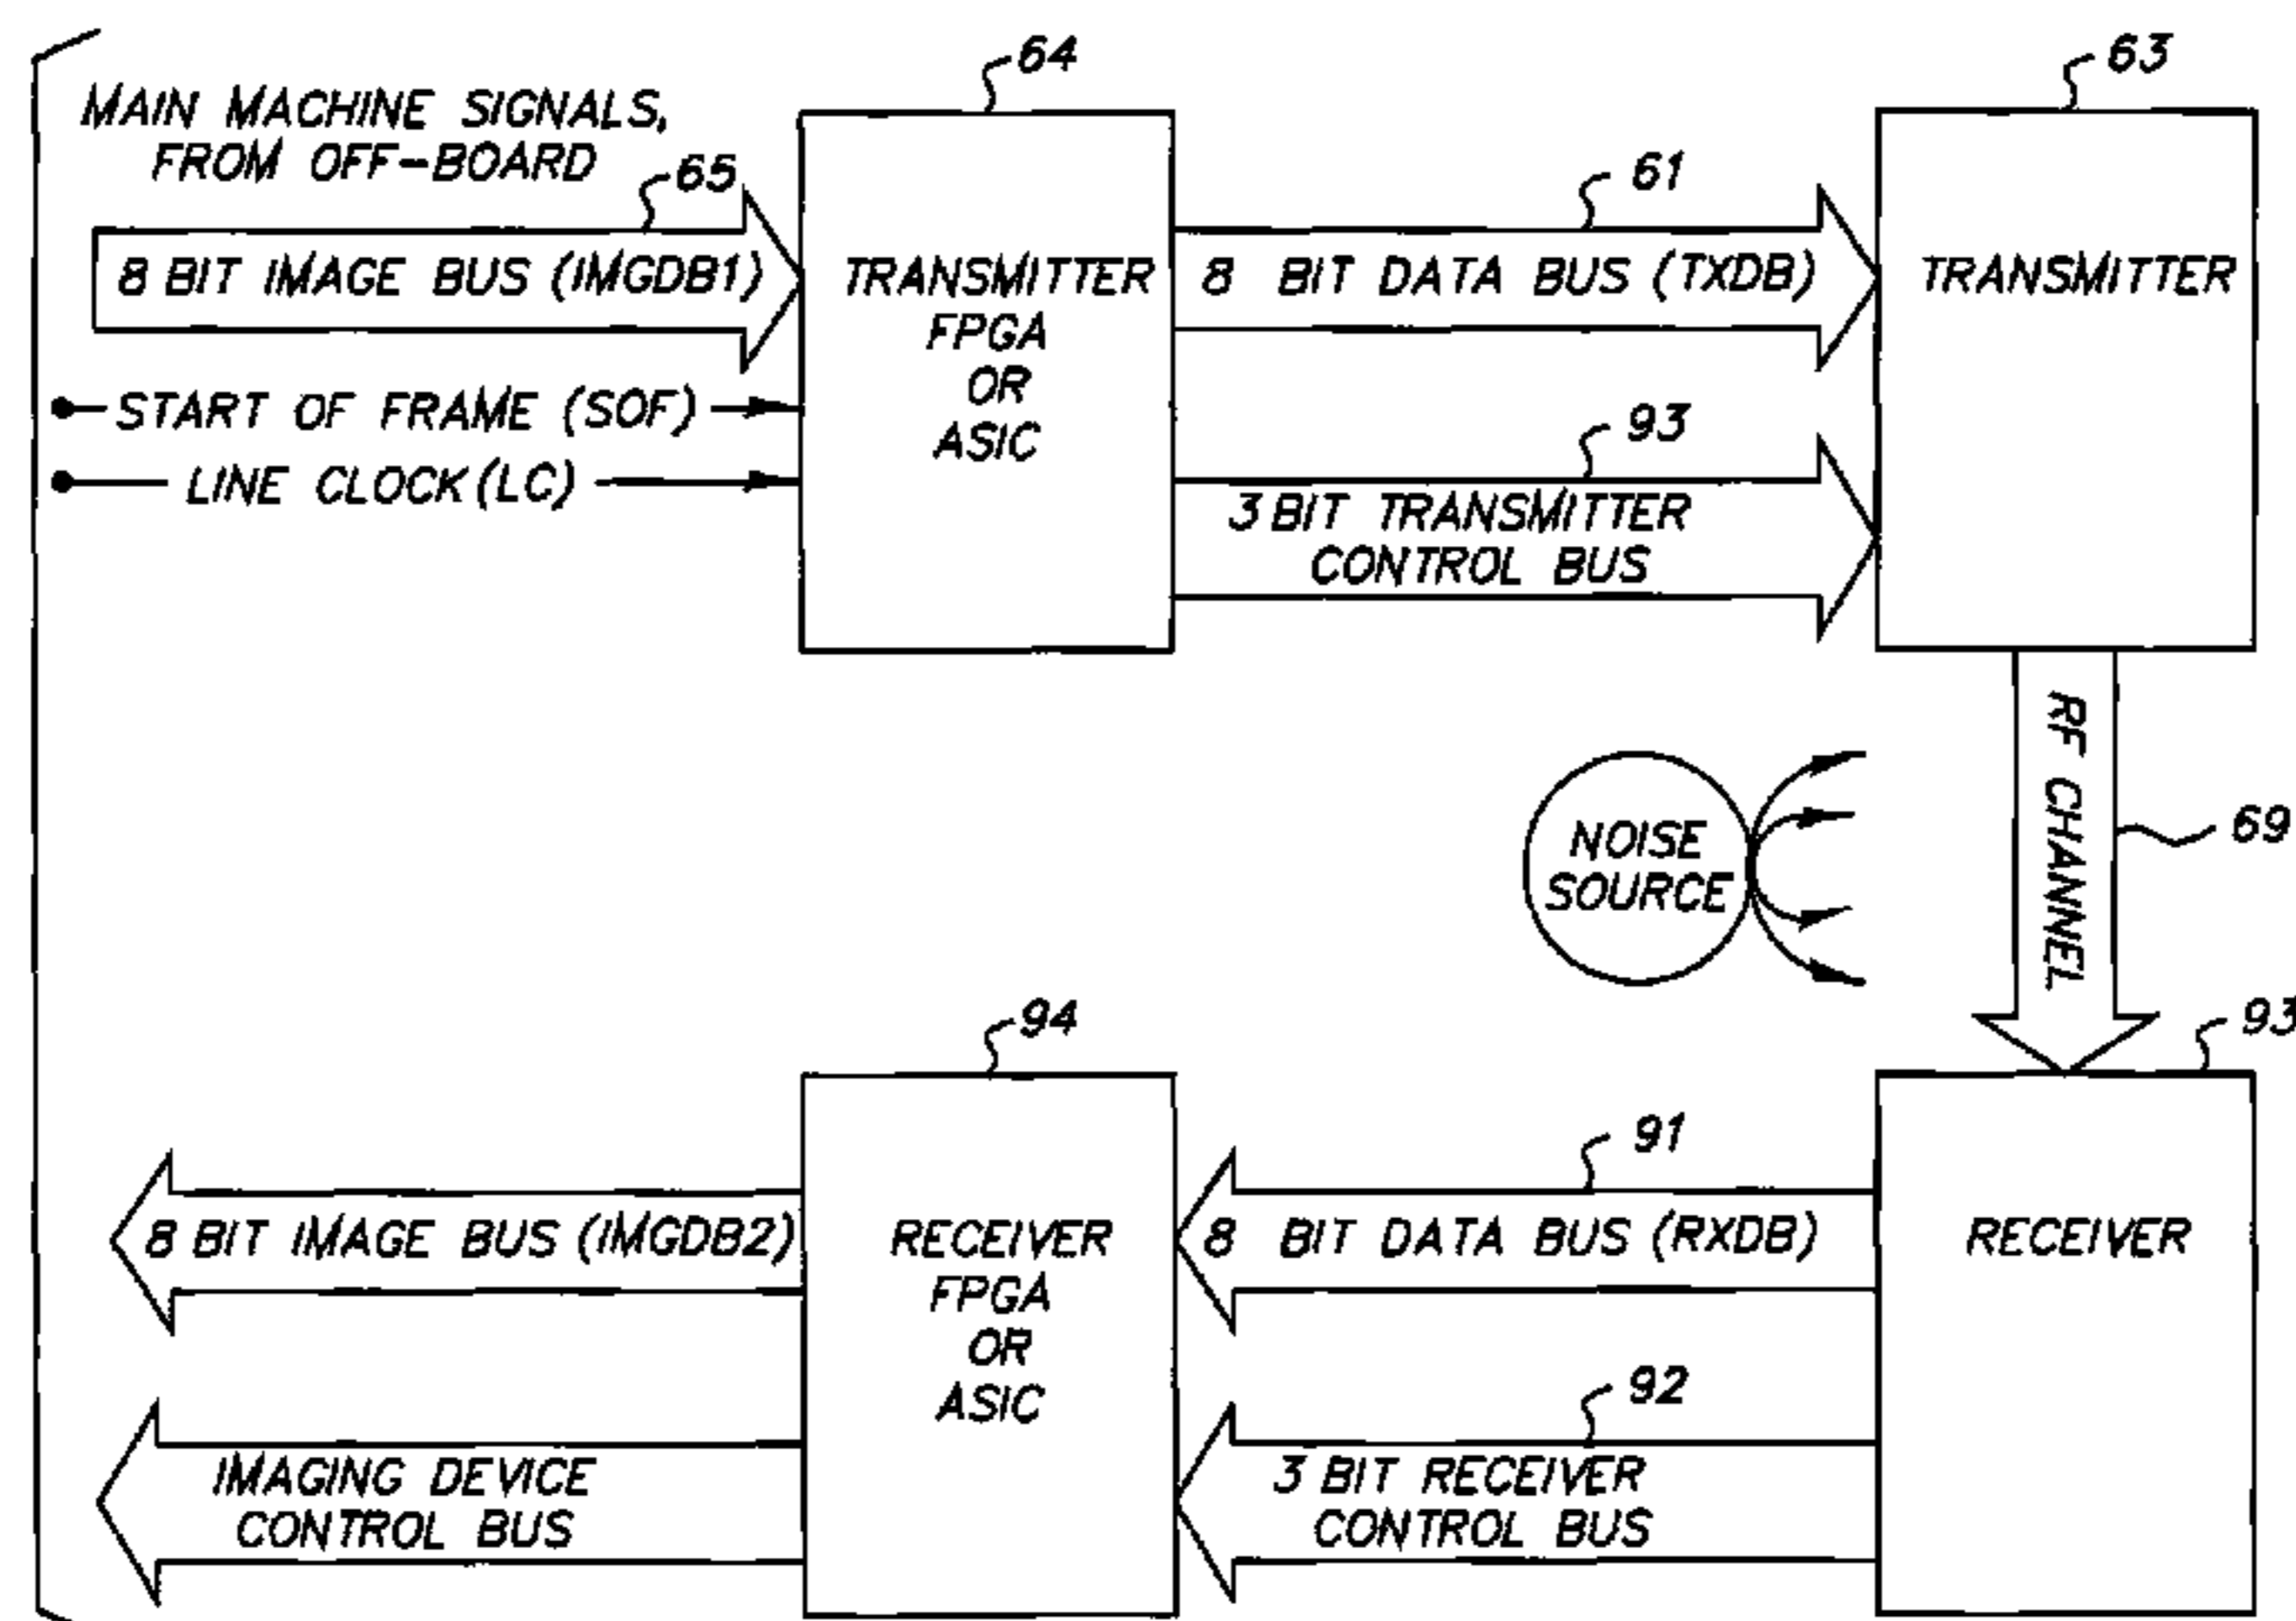 64
63
MAIN MACHINE SIGNALS,
FROM OFF-BOARD
65
61
8 BIT IMAGE BUS (IMGDB1)
TRANSMITTER
FPGA
OR
ASIC
8 BIT DATA BUS (TXDB)
TRANSMITTER
START OF FRAME (SOF)
LINE CLOCK (LC)
93
3 BIT TRANSMITTER
CONTROL BUS
RF CHANNEL
69
NOISE
SOURCE
94
93
91
8 BIT IMAGE BUS (IMGDB2)
RECEIVER
FPGA
OR
ASIC
8 BIT DATA BUS (RXDB)
RECEIVER
92
IMAGING DEVICE
CONTROL BUS
3 BIT RECEIVER
CONTROL BUS